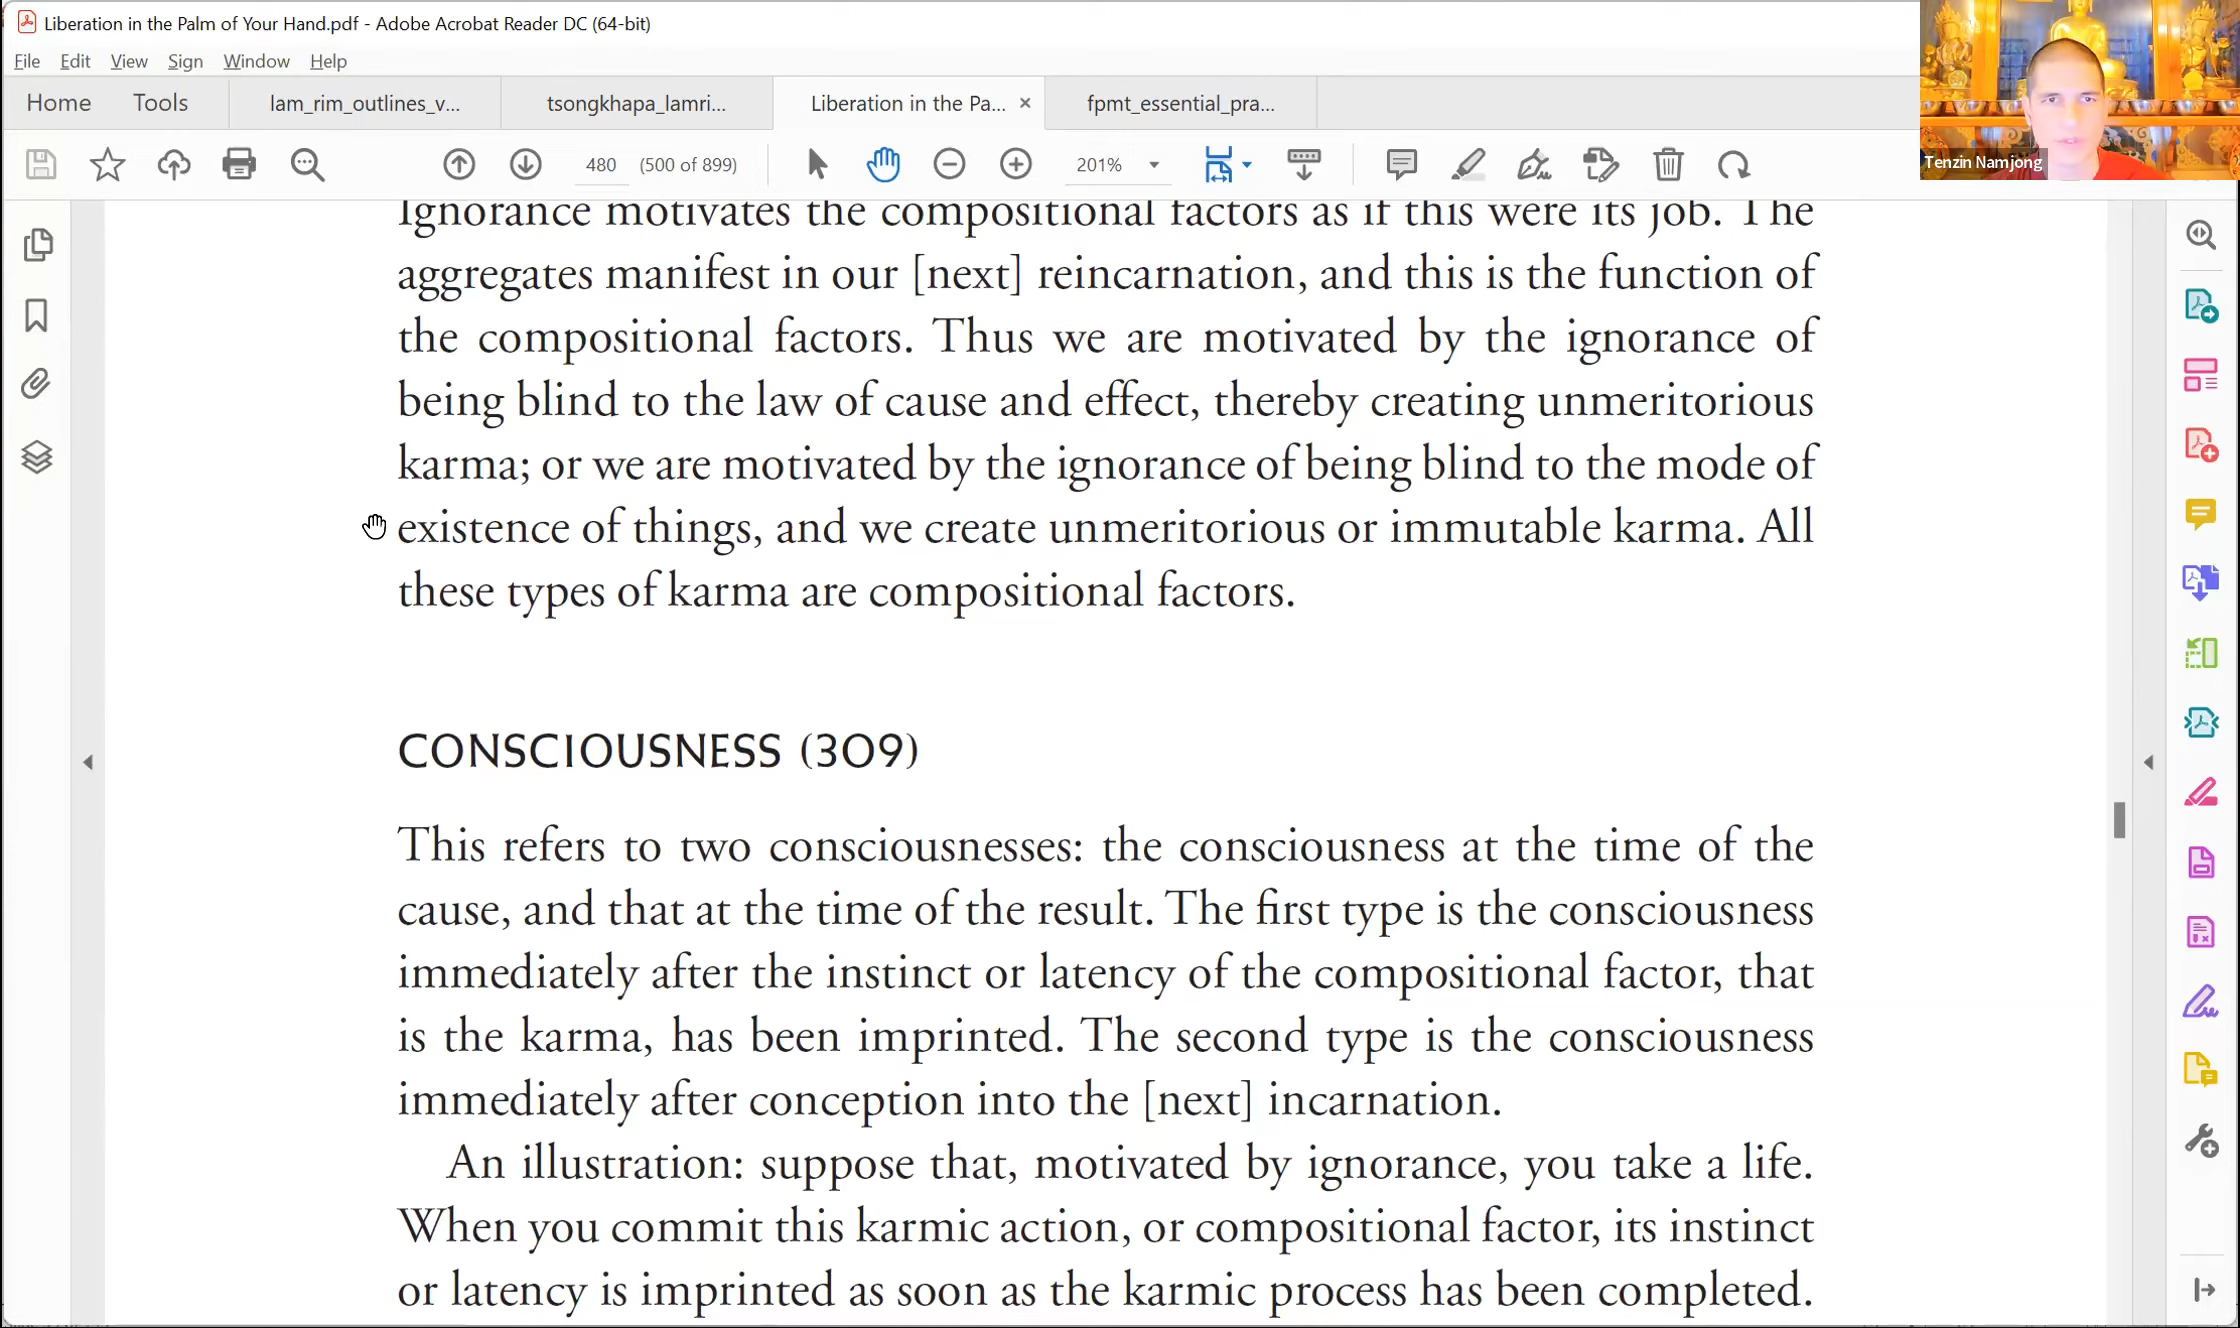 Liberation in the Palm of Your Hand.pdf - Adobe Acrobat Reader DC (64-bit)
File Edit View Sign Window Help
Home Tools lam_rim_outlines_v... tsongkhapa_lamri... Liberation in the Pa... × fpmt_essential_pra...
480 (500 of 899) 201%
Tenzin Namjong
Ignorance motivates the compositional factors as if this were its job. The
aggregates manifest in our [next] reincarnation, and this is the function of
the compositional factors. Thus we are motivated by the ignorance of
being blind to the law of cause and effect, thereby creating unmeritorious
karma; or we are motivated by the ignorance of being blind to the mode of
existence of things, and we create unmeritorious or immutable karma. All
these types of karma are compositional factors.
CONSCIOUSNESS (309)
This refers to two consciousnesses: the consciousness at the time of the
cause, and that at the time of the result. The first type is the consciousness
immediately after the instinct or latency of the compositional factor, that
is the karma, has been imprinted. The second type is the consciousness
immediately after conception into the [next] incarnation.
An illustration: suppose that, motivated by ignorance, you take a life.
When you commit this karmic action, or compositional factor, its instinct
or latency is imprinted as soon as the karmic process has been completed.